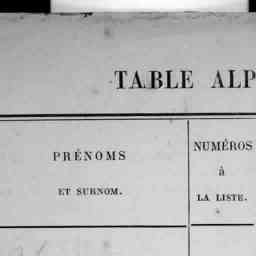 TABLE ALP
PRÉNOMS
ET SURNOM.
NUMÉROS
à
LA LISTE.